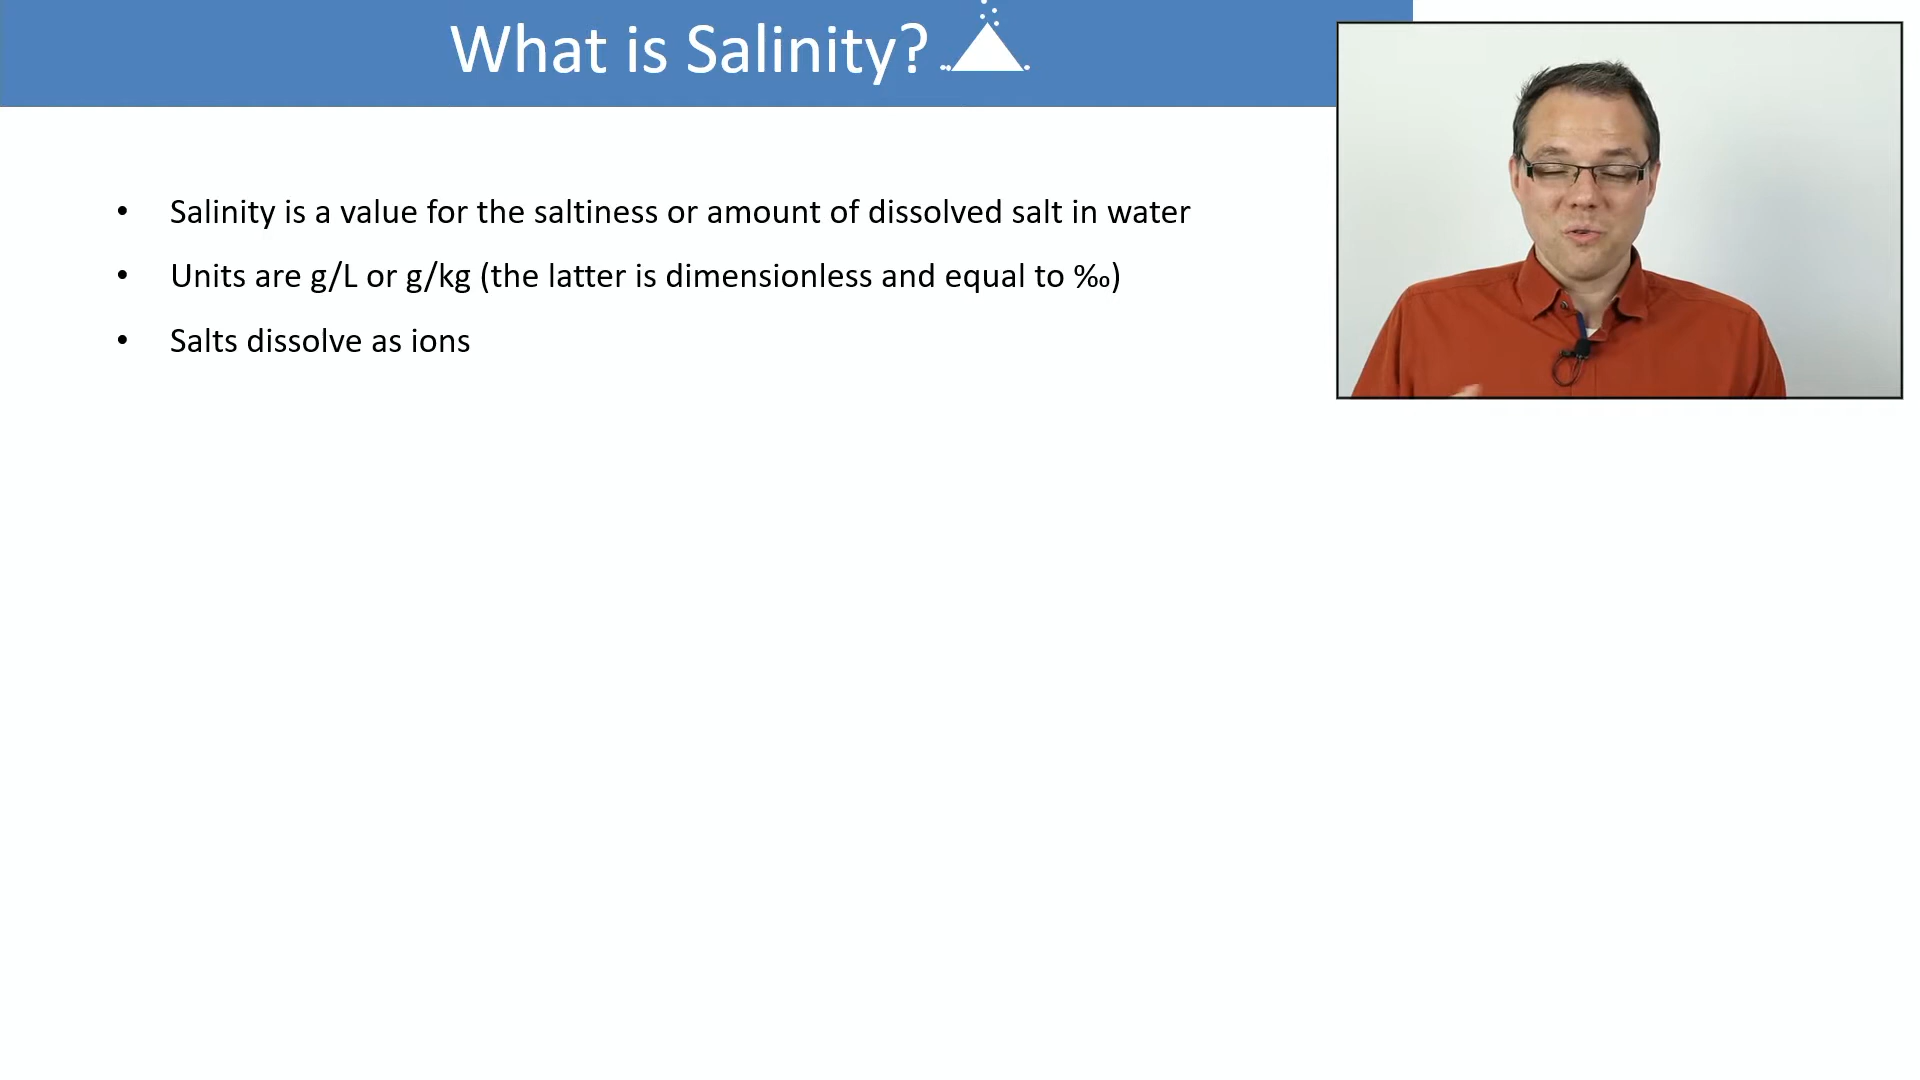 What is Salinity?
• Salinity is a value for the saltiness or amount of dissolved salt in water
• Units are g/L or g/kg (the latter is dimensionless and equal to ‰)
• Salts dissolve as ions